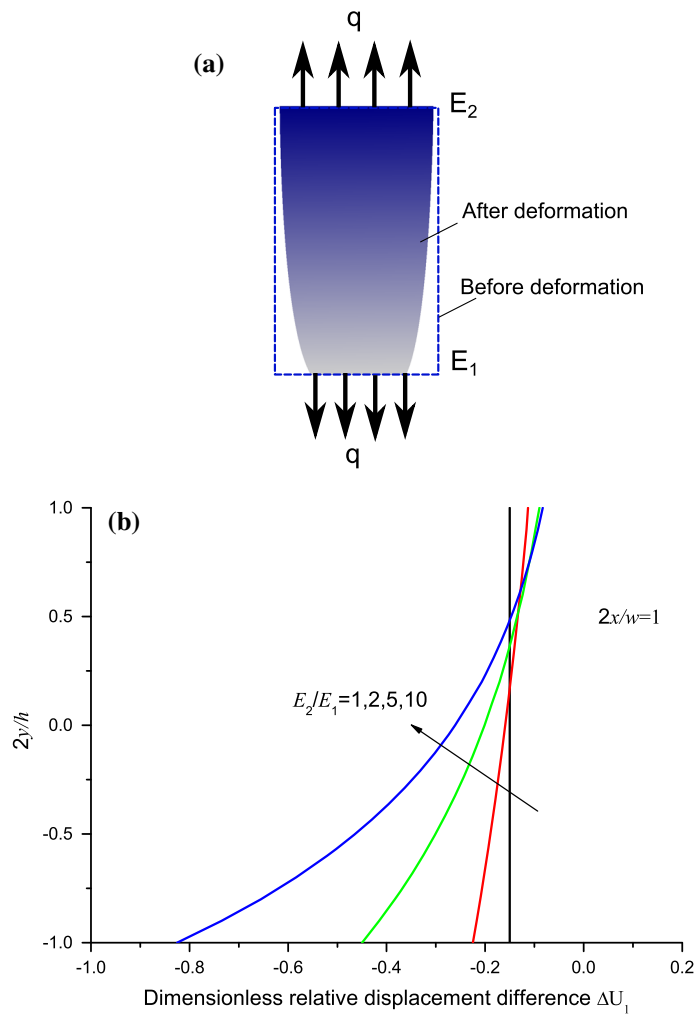 q
(a)
E₂
After deformation
Before deformation
E₁
q
(b)
1.0
0.5
0.0
-0.5
-1.0
2y/h
2x/w=1
E₂/E₁=1,2,5,10
-1.0 -0.8 -0.6 -0.4 -0.2 0.0 0.2
Dimensionless relative displacement difference ΔU₁